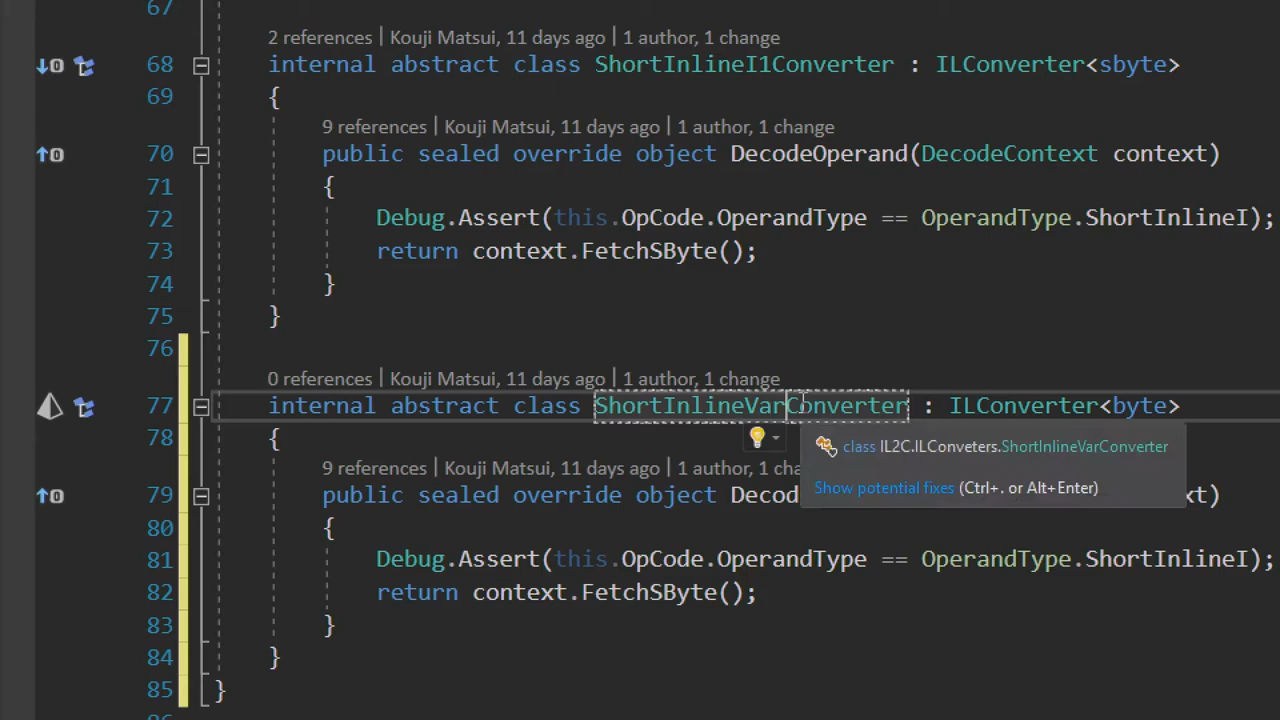 67
2 references | Kouji Matsui, 11 days ago | 1 author, 1 change
68 internal abstract class ShortInlineI1Converter : ILConverter<sbyte>
69 {
9 references | Kouji Matsui, 11 days ago | 1 author, 1 change
70 public sealed override object DecodeOperand(DecodeContext context)
71 {
72 Debug.Assert(this.OpCode.OperandType == OperandType.ShortInlineI);
73 return context.FetchSByte();
74 }
75 }
76
0 references | Kouji Matsui, 11 days ago | 1 author, 1 change
77 internal abstract class ShortInlineVarConverter : ILConverter<byte>
78 {
class IL2C.ILConveters.ShortInlineVarConverter
9 references | Kouji Matsui, 11 days ago | 1 author, 1 cha
Show potential fixes (Ctrl+. or Alt+Enter)
79 public sealed override object Decod xt)
80 {
81 Debug.Assert(this.OpCode.OperandType == OperandType.ShortInlineI);
82 return context.FetchSByte();
83 }
84 }
85 }